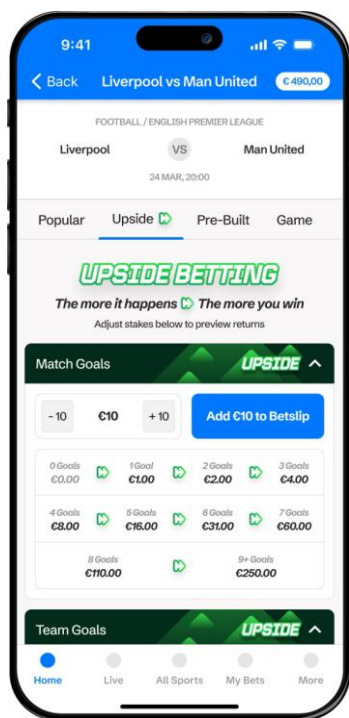 9:41
Back Liverpool vs Man United € 490,00
FOOTBALL / ENGLISH PREMIER LEAGUE
Liverpool VS Man United
24 MAR, 20:00
Popular Upside Pre-Built Game
UPSIDE BETTING
The more it happens The more you win
Adjust stakes below to preview returns
Match Goals UPSIDE
- 10 €10 + 10 Add €10 to Betslip
0 Goals 1 Goal 2 Goals 3 Goals
€0.00 €1.00 €2.00 €4.00
4 Goals 5 Goals 6 Goals 7 Goals
€8.00 €16.00 €31.00 €60.00
8 Goals 9+ Goals
€110.00 €250.00
Team Goals UPSIDE
Home Live All Sports My Bets More